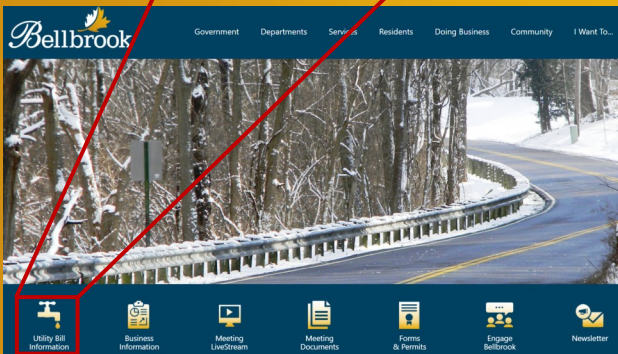 Bellbrook
Government Departments Services Residents Doing Business Community I Want To...
Utility Bill
Information
Business
Information
Meeting
LiveStream
Meeting
Documents
Forms
& Permits
Engage
Bellbrook
Newsletter